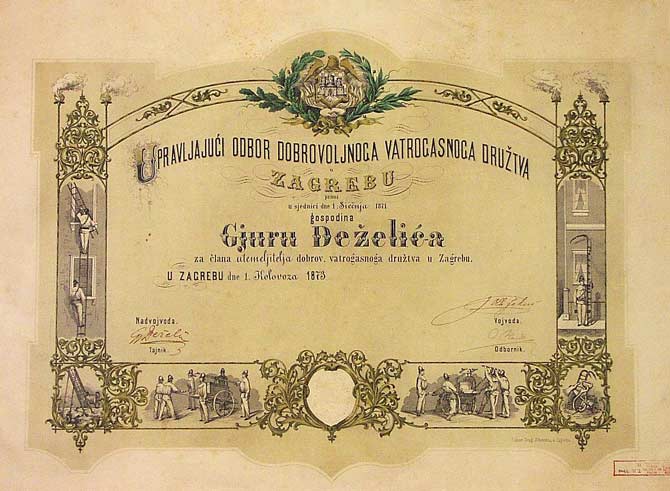 UPRAVLJAJUĆI ODBOR DOBROVOLJNOGA VATROGASNOGA DRUŽTVA
u
ZAGREBU
primi
u sjednici dne 1. Siečnja 1871
gospodina
Gjuru Deželića
za člana utemeljitelja dobrov. vatrogasnoga družtva u Zagrebu.
U ZAGREBU dne 1. Kolovoza 1873
Nadvojvoda.
Vojvoda.
Tajnik.
Odbornik.